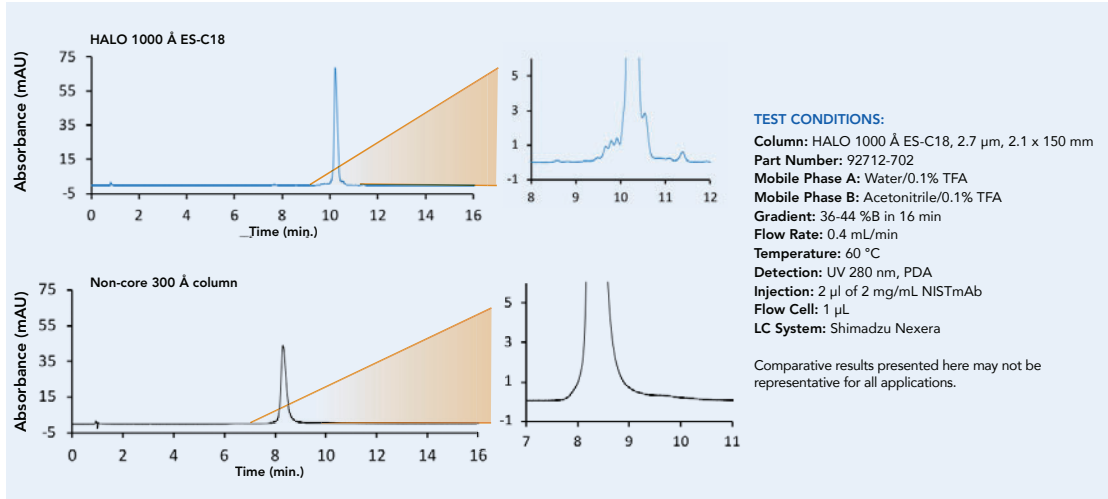 HALO 1000 Å ES-C18
Absorbance (mAU)
75
55
35
15
-5
0 2 4 6 8 10 12 14 16
Time (min.)
5
3
1
-1
8 9 10 11 12
Non-core 300 Å column
Absorbance (mAU)
75
55
35
15
-5
0 2 4 6 8 10 12 14 16
Time (min.)
5
3
1
-1
7 8 9 10 11
TEST CONDITIONS:
Column: HALO 1000 Å ES-C18, 2.7 µm, 2.1 x 150 mm
Part Number: 92712-702
Mobile Phase A: Water/0.1% TFA
Mobile Phase B: Acetonitrile/0.1% TFA
Gradient: 36-44 %B in 16 min
Flow Rate: 0.4 mL/min
Temperature: 60 °C
Detection: UV 280 nm, PDA
Injection: 2 µl of 2 mg/mL NISTmAb
Flow Cell: 1 µL
LC System: Shimadzu Nexera
Comparative results presented here may not be
representative for all applications.